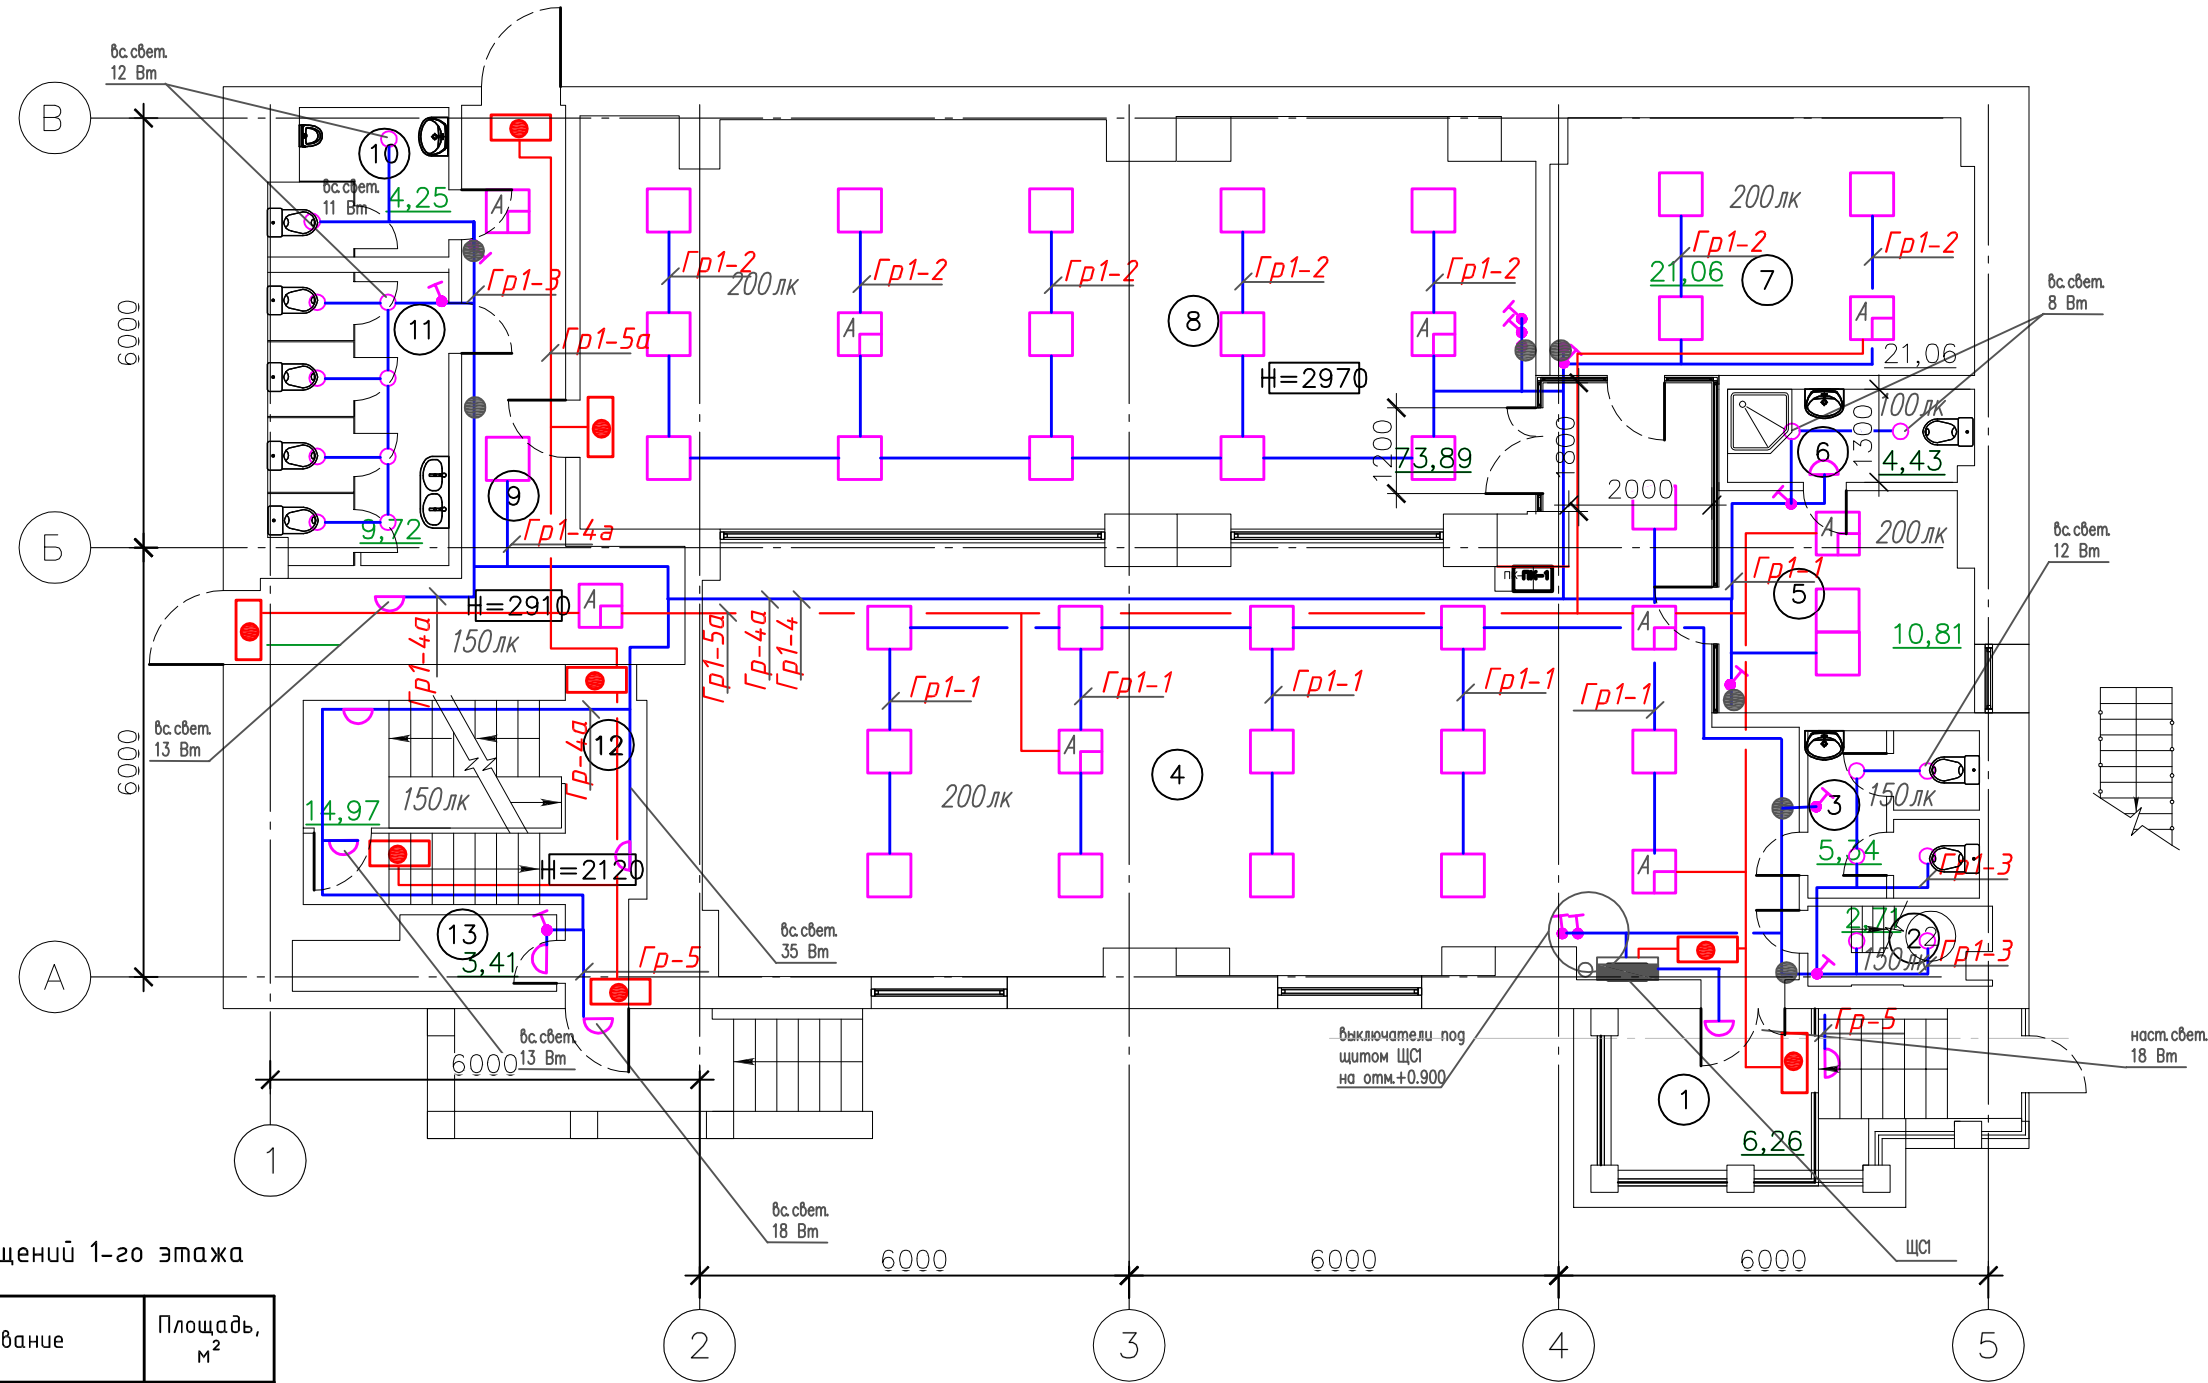 вс.свет.
12 Вт
В
10
вс.свет.
11 Вт
4,25
А
200лк
Гр1-2
Гр1-2
Гр1-2
Гр1-2
Гр1-2
Гр1-2
Гр1-2
200лк
21,06
7
Гр1-3
вс.свет.
8 Вт
6000
11
Гр1-5а
А
8
А
А
21,06
H=2970
100лк
1300
1200
1800
73,89
6
4,43
2000
9
9,72
Гр1-4а
А
200лк
вс.свет.
12 Вт
Б
ПК-1
Гр1-1
5
H=2910
А
А
10,81
150лк
Гр1-4а
Гр1-5а
Гр-4а
Гр1-4
Гр1-1
Гр1-1
Гр1-1
Гр1-1
Гр1-1
вс.свет.
13 Вт
6000
12
Гр-4а
А
4
14,97
150лк
200лк
150лк
3
5,34
Гр1-3
H=2120
А
13
3,41
Гр-5
вс.свет.
35 Вт
2,71
2
2
150лк
Гр1-3
А
выключатели под
щитом ЩС1
на отм.+0.900
Гр-5
наст.свет.
18 Вт
вс.свет.
13 Вт
6000
1
6,26
1
вс.свет.
18 Вт
ЩС1
щений 1-го этажа
6000
6000
6000
вание
Площадь,
м²
2
3
4
5